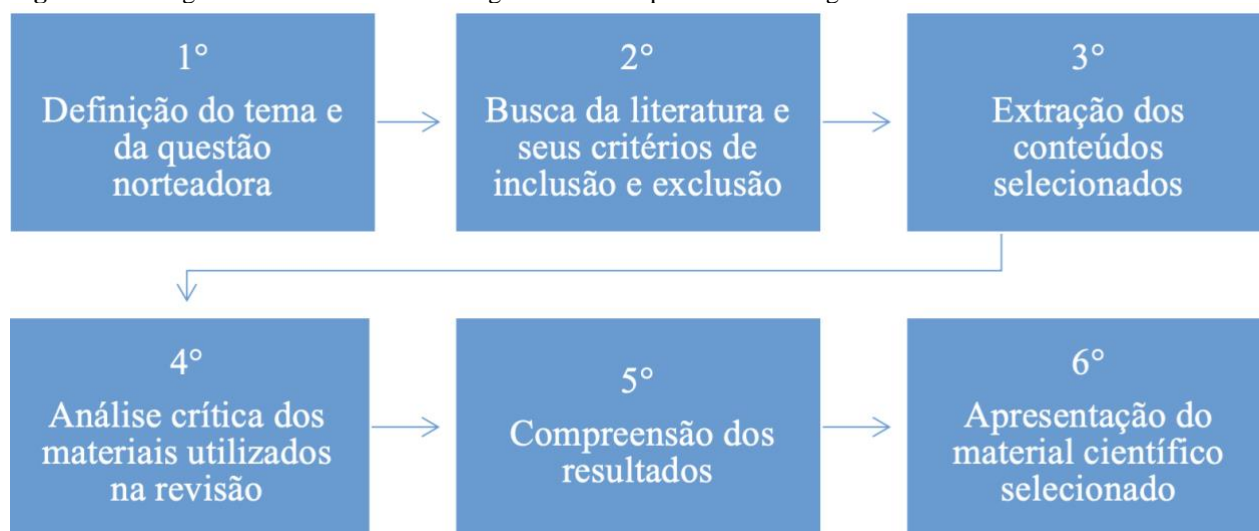 1°
Definição do tema e
da questão
norteadora
2°
Busca da literatura e
seus critérios de
inclusão e exclusão
3°
Extração dos
conteúdos
selecionados
4°
Análise crítica dos
materiais utilizados
na revisão
5°
Compreensão dos
resultados
6°
Apresentação do
material científico
selecionado